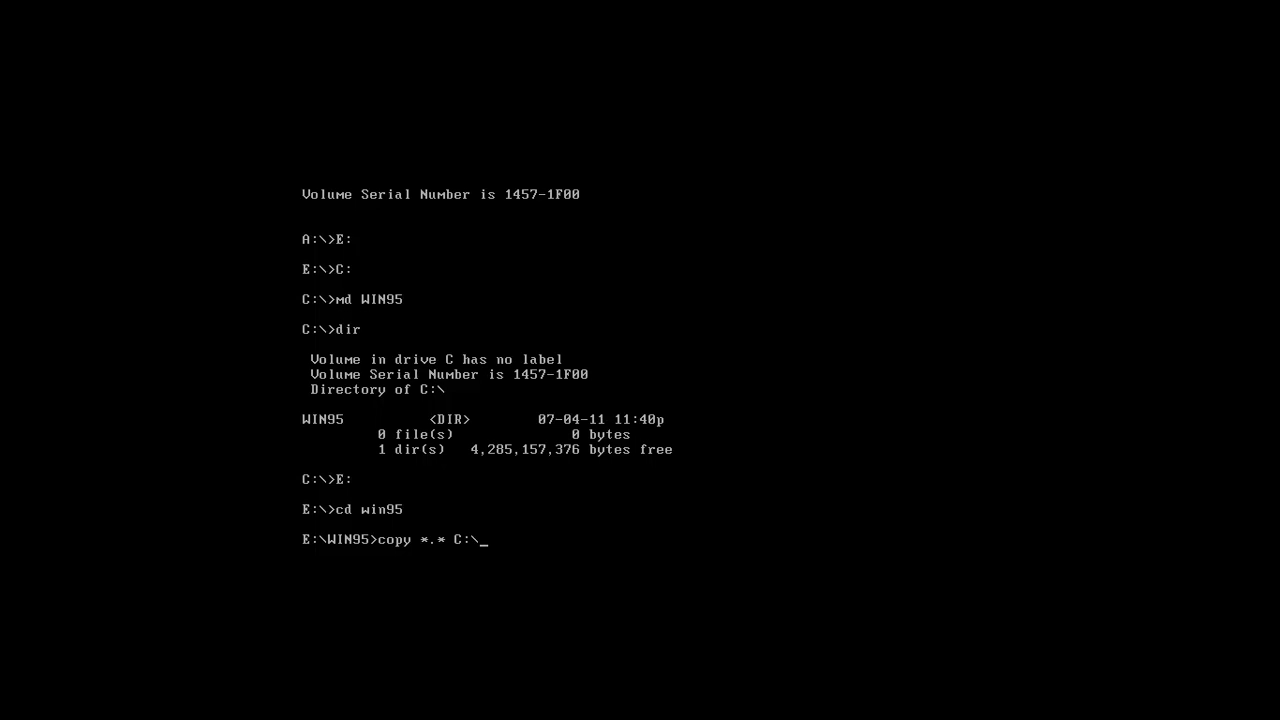 Volume Serial Number is 1457-1F00
A:\>E:
E:\>C:
C:\>md WIN95
C:\>dir
Volume in drive C has no label
Volume Serial Number is 1457-1F00
Directory of C:\
WIN95          <DIR>        07-04-11 11:40p
0 file(s)              0 bytes
1 dir(s)   4,285,157,376 bytes free
C:\>E:
E:\>cd win95
E:\WIN95>copy *.* C:\_